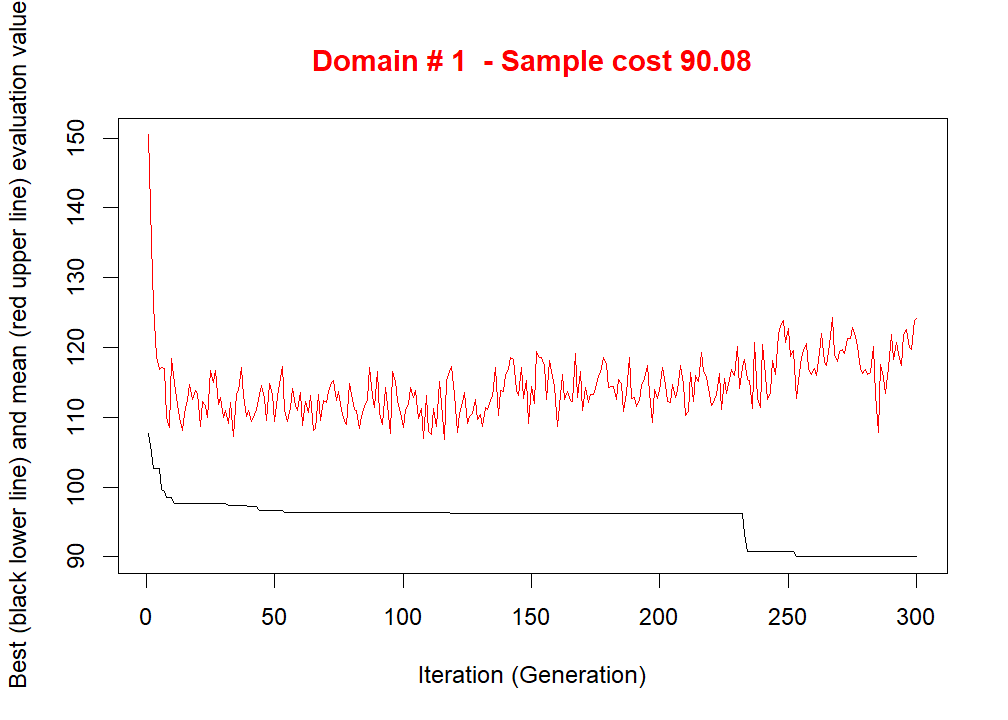 Domain # 1  - Sample cost 90.08
Best (black lower line) and mean (red upper line) evaluation value
150
140
130
120
110
100
90
0 50 100 150 200 250 300
Iteration (Generation)